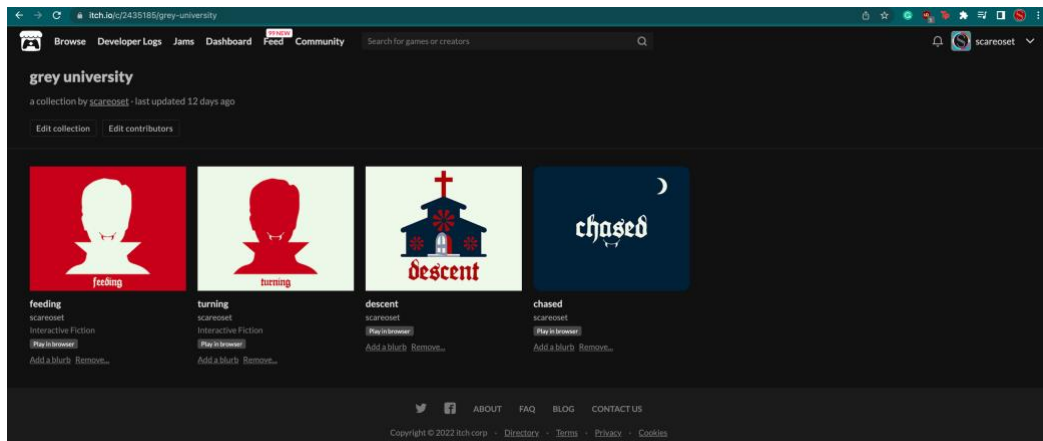 itch.io/c/2435185/grey-university
99 NEW
Browse Developer Logs Jams Dashboard Feed Community Search for games or creators scareoset
grey university
a collection by scareoset · last updated 12 days ago
Edit collection Edit contributors
feeding
turning
descent
chased
feeding turning descent chased
scareoset scareoset scareoset scareoset
Interactive Fiction Interactive Fiction Play in browser Play in browser
Play in browser Play in browser Add a blurb Remove... Add a blurb Remove...
Add a blurb Remove... Add a blurb Remove...
ABOUT FAQ BLOG CONTACT US
Copyright © 2022 itch corp · Directory · Terms · Privacy · Cookies